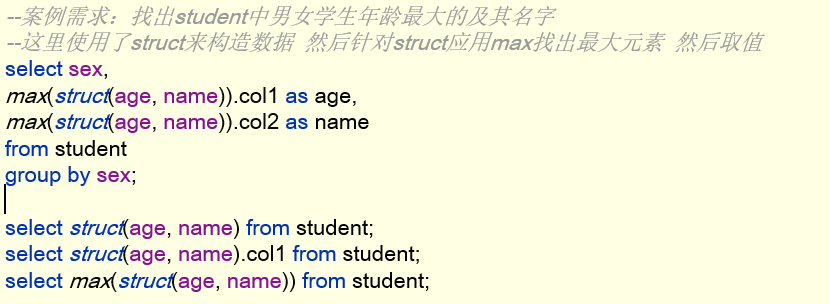 --案例需求：找出student中男女学生年龄最大的及其名字
--这里使用了struct来构造数据 然后针对struct应用max找出最大元素 然后取值
select sex,
max(struct(age, name)).col1 as age,
max(struct(age, name)).col2 as name
from student
group by sex;
select struct(age, name) from student;
select struct(age, name).col1 from student;
select max(struct(age, name)) from student;